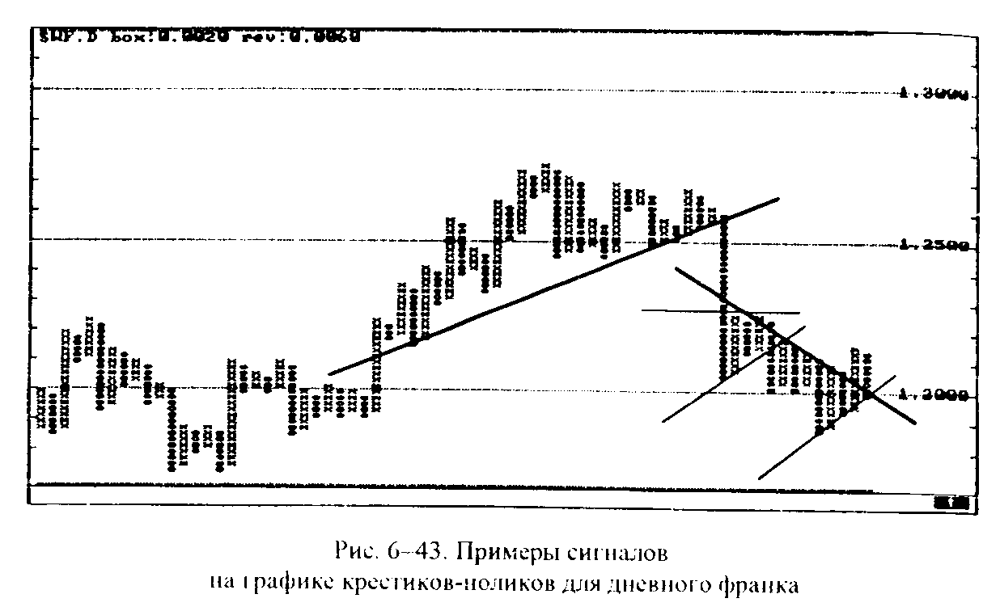 SWF.D box:0.0020 rev:0.0060
1.3000
1.2500
1.2000
Рис. 6–43. Примеры сигналов
на графике крестиков-ноликов для дневного франка